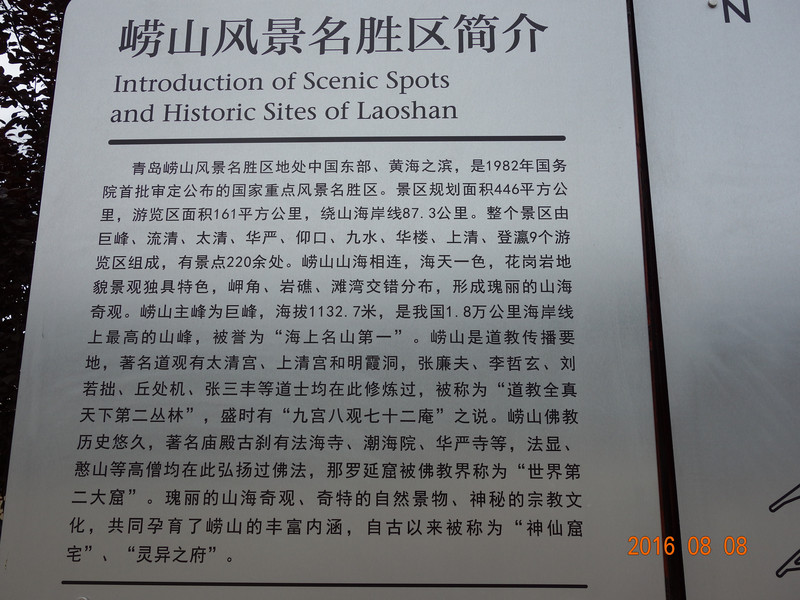 崂山风景名胜区简介
Introduction of Scenic Spots
and Historic Sites of Laoshan
青岛崂山风景名胜区地处中国东部、黄海之滨，是1982年国务
院首批审定公布的国家重点风景名胜区。景区规划面积446平方公
里，游览区面积161平方公里，绕山海岸线87.3公里。整个景区由
巨峰、流清、太清、华严、仰口、九水、华楼、上清、登瀛9个游
览区组成，有景点220余处。崂山山海相连，海天一色，花岗岩地
貌景观独具特色，岬角、岩礁、滩湾交错分布，形成瑰丽的山海
奇观。崂山主峰为巨峰，海拔1132.7米，是我国1.8万公里海岸线
上最高的山峰，被誉为“海上名山第一”。崂山是道教传播要
地，著名道观有太清宫、上清宫和明霞洞，张廉夫、李哲玄、刘
若拙、丘处机、张三丰等道士均在此修炼过，被称为“道教全真
天下第二丛林”，盛时有“九宫八观七十二庵”之说。崂山佛教
历史悠久，著名庙殿古刹有法海寺、潮海院、华严寺等，法显、
憨山等高僧均在此弘扬过佛法，那罗延窟被佛教界称为“世界第
二大窟”。瑰丽的山海奇观、奇特的自然景物、神秘的宗教文
化，共同孕育了崂山的丰富内涵，自古以来被称为“神仙窟
宅”、“灵异之府”。
N
2016 08 08